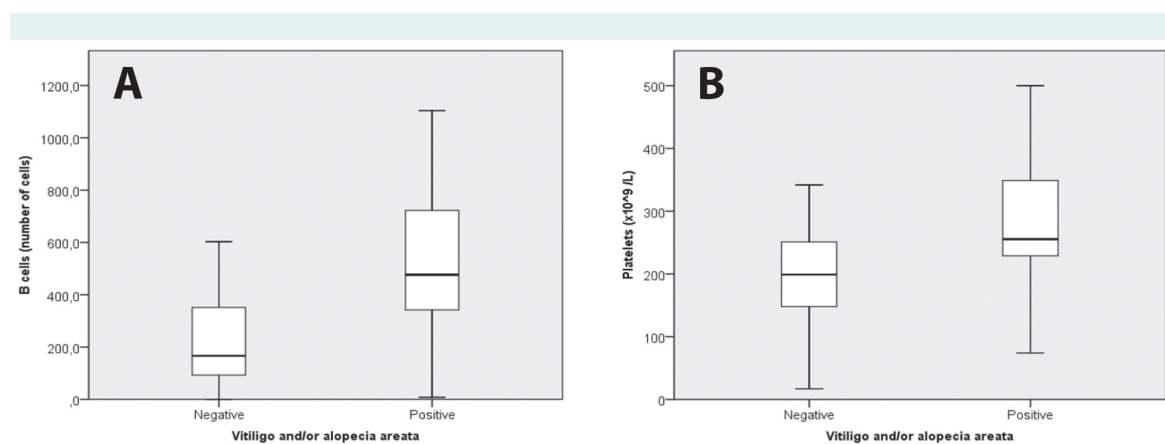 A
B cells (number of cells)
1200,0
1000,0
800,0
600,0
400,0
200,0
,0
Negative
Positive
Vitiligo and/or alopecia areata
B
Platelets (x10^9 /L)
500
400
300
200
100
0
Negative
Positive
Vitiligo and/or alopecia areata